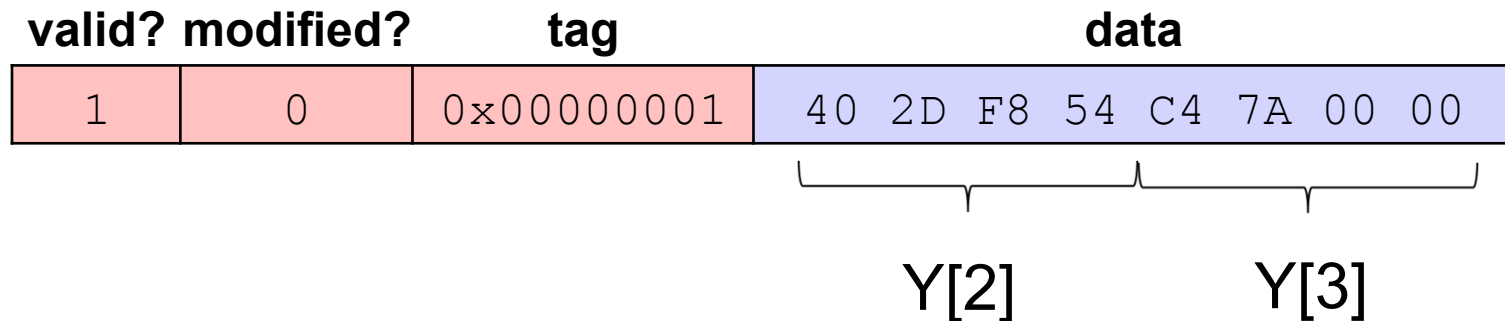 valid? modified? tag data
1 0 0x00000001 40 2D F8 54 C4 7A 00 00
Y[2] Y[3]